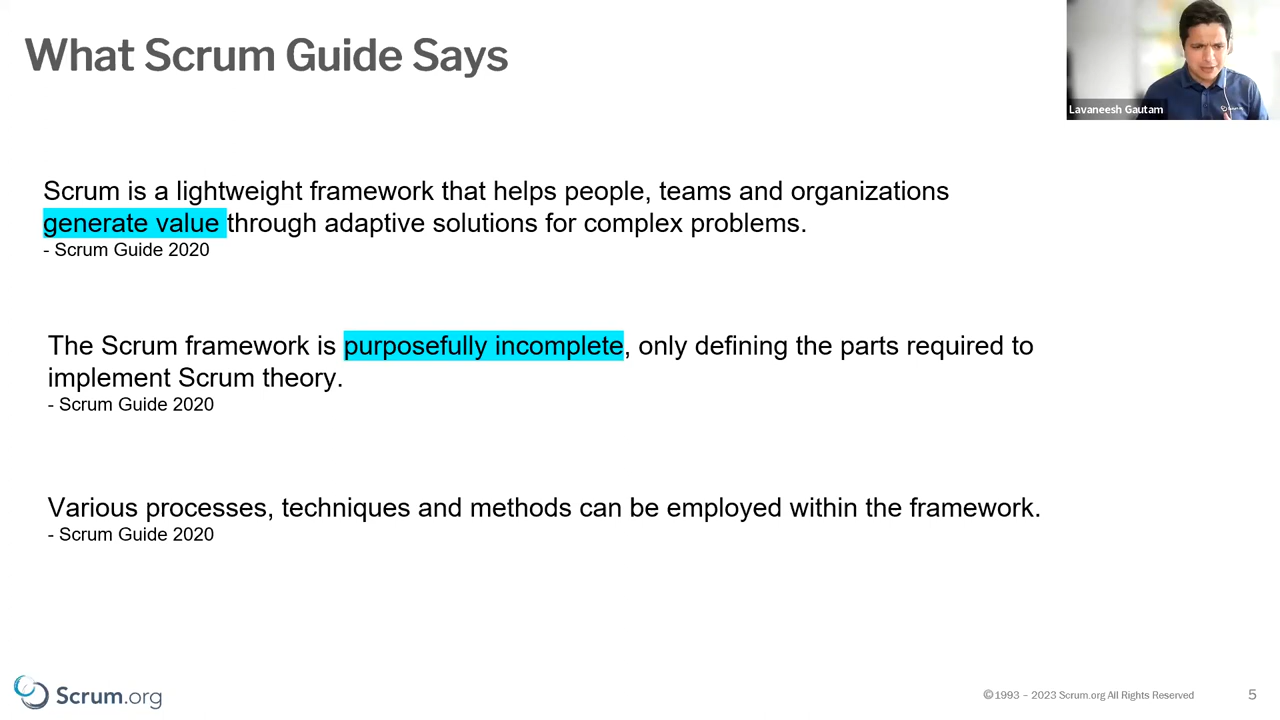 What Scrum Guide Says
Lavaneesh Gautam
Scrum is a lightweight framework that helps people, teams and organizations
generate value through adaptive solutions for complex problems.
- Scrum Guide 2020
The Scrum framework is purposefully incomplete, only defining the parts required to
implement Scrum theory.
- Scrum Guide 2020
Various processes, techniques and methods can be employed within the framework.
- Scrum Guide 2020
Scrum.org
© 1993 – 2023 Scrum.org All Rights Reserved
5